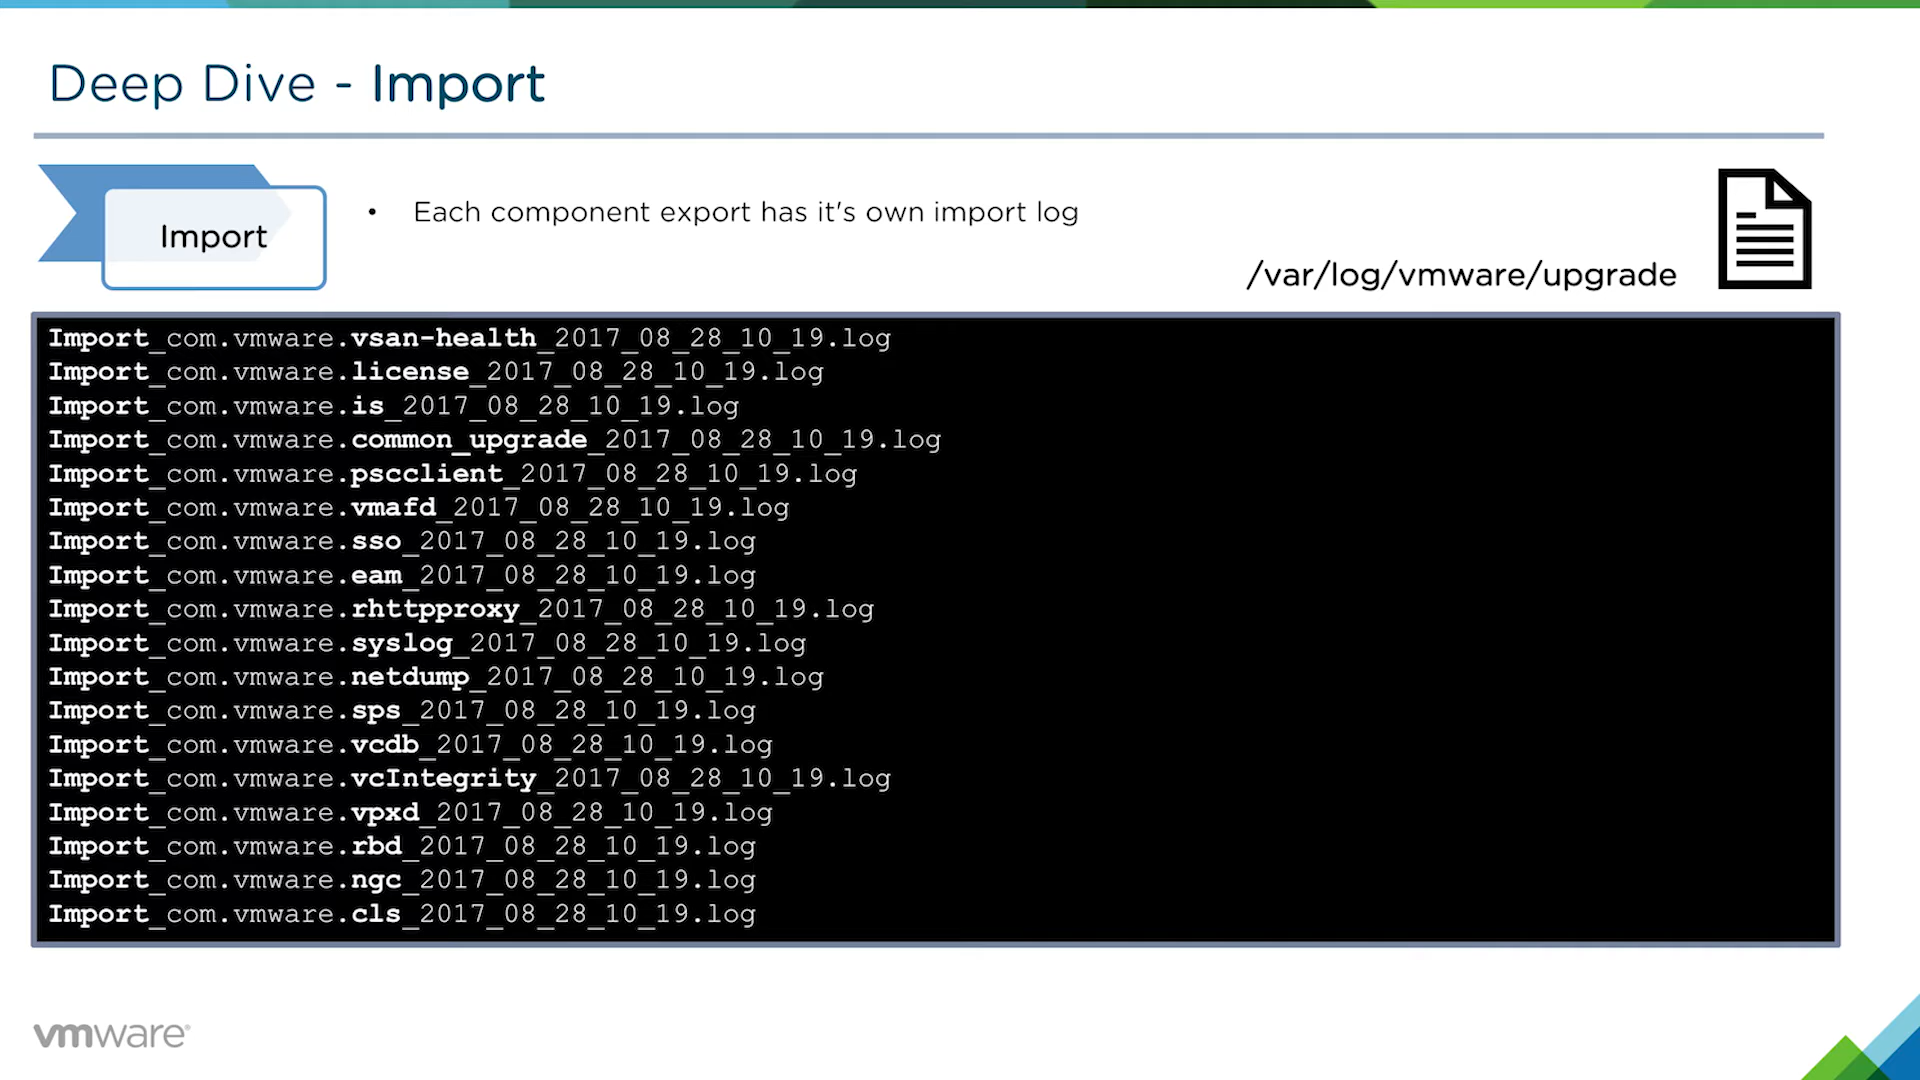 Deep Dive - Import
Import
• Each component export has it's own import log
/var/log/vmware/upgrade
Import_com.vmware.vsan-health_2017_08_28_10_19.log
Import_com.vmware.license_2017_08_28_10_19.log
Import_com.vmware.is_2017_08_28_10_19.log
Import_com.vmware.common_upgrade_2017_08_28_10_19.log
Import_com.vmware.pscclient_2017_08_28_10_19.log
Import_com.vmware.vmafd_2017_08_28_10_19.log
Import_com.vmware.sso_2017_08_28_10_19.log
Import_com.vmware.eam_2017_08_28_10_19.log
Import_com.vmware.rhttpproxy_2017_08_28_10_19.log
Import_com.vmware.syslog_2017_08_28_10_19.log
Import_com.vmware.netdump_2017_08_28_10_19.log
Import_com.vmware.sps_2017_08_28_10_19.log
Import_com.vmware.vcdb_2017_08_28_10_19.log
Import_com.vmware.vcIntegrity_2017_08_28_10_19.log
Import_com.vmware.vpxd_2017_08_28_10_19.log
Import_com.vmware.rbd_2017_08_28_10_19.log
Import_com.vmware.ngc_2017_08_28_10_19.log
Import_com.vmware.cls_2017_08_28_10_19.log
vmware®